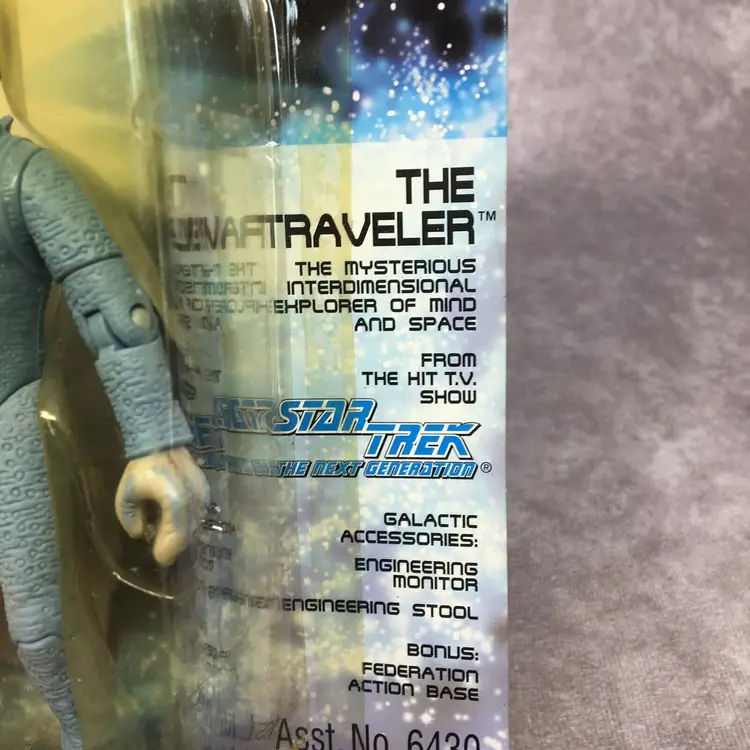 THE
TRAVELER™
THE MYSTERIOUS
INTERDIMENSIONAL
EXPLORER OF MIND
AND SPACE
FROM
THE HIT T.V.
SHOW
STAR
TREK
THE NEXT GENERATION®
GALACTIC
ACCESSORIES:
ENGINEERING
MONITOR
ENGINEERING STOOL
BONUS:
FEDERATION
ACTION BASE
Asst. No. 6430